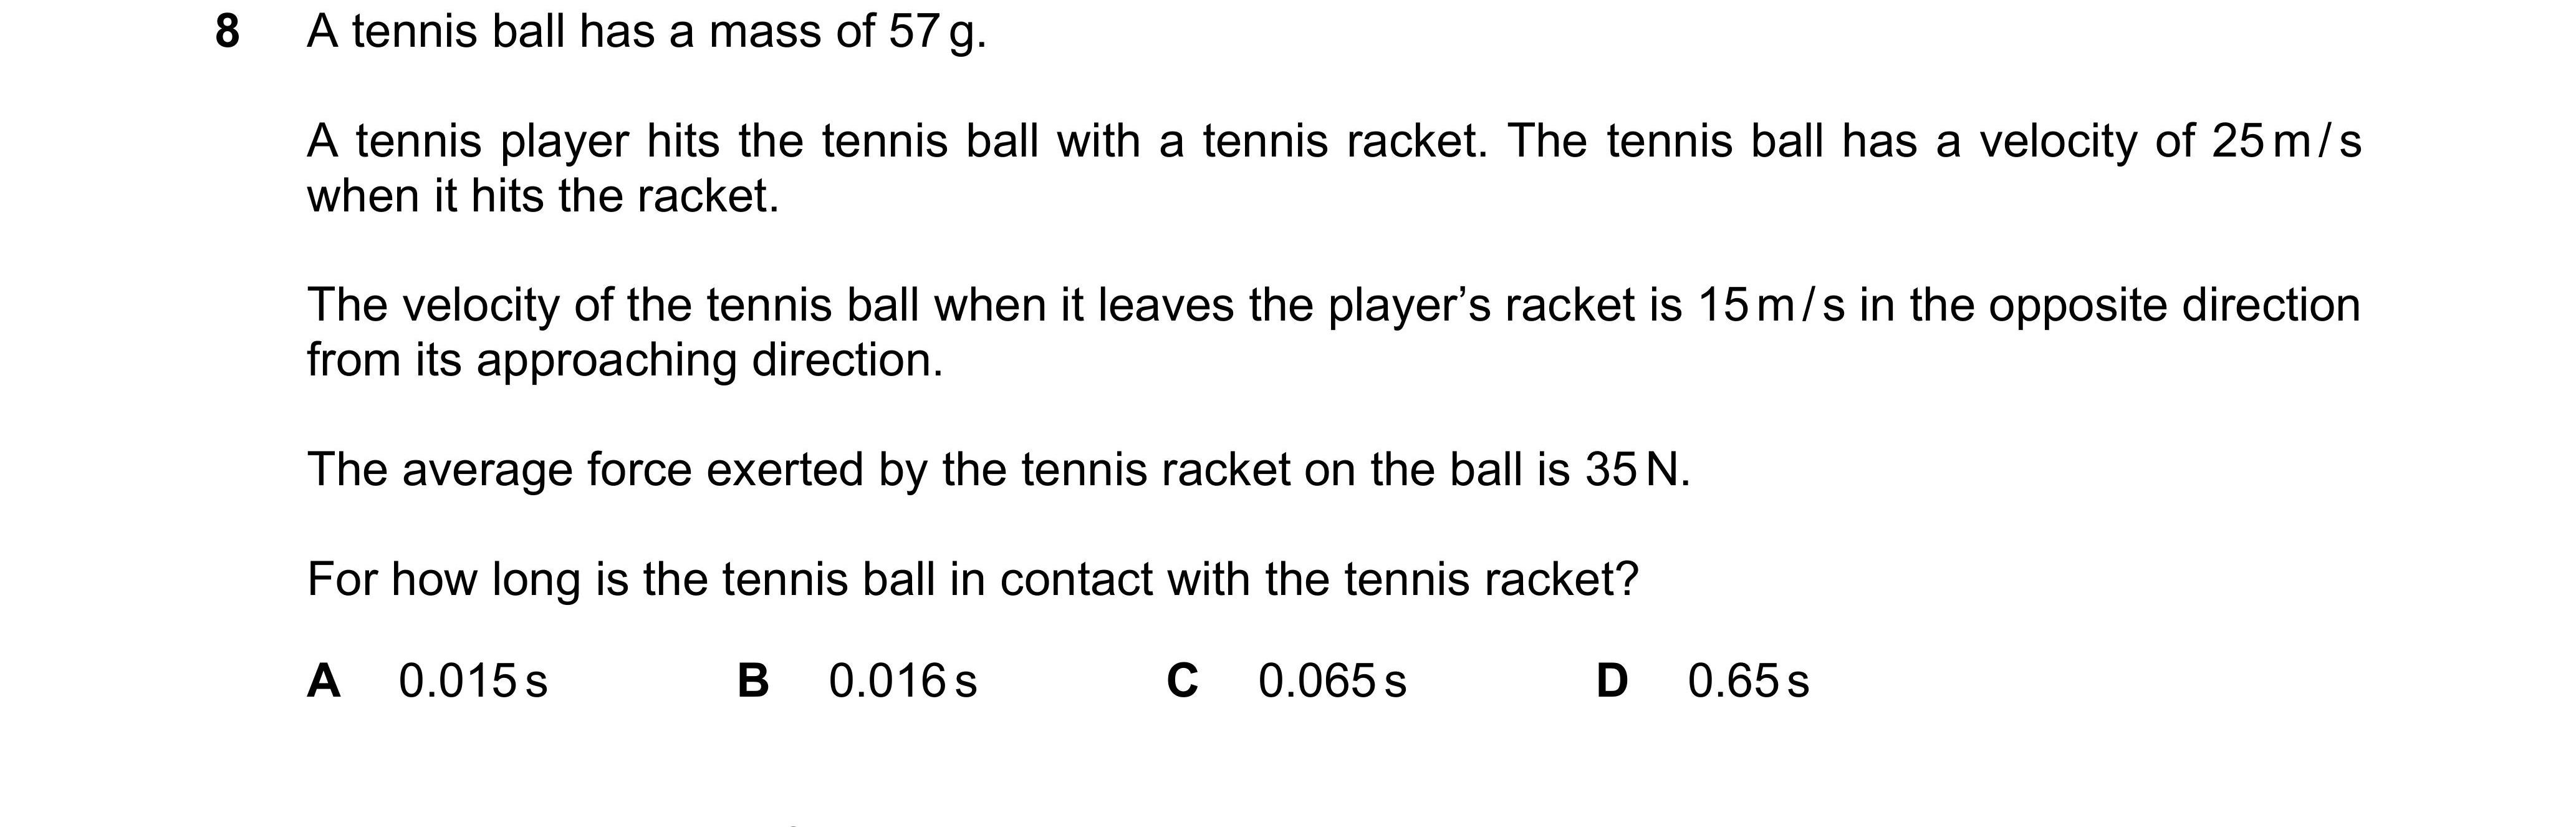 8 A tennis ball has a mass of 57 g.
A tennis player hits the tennis ball with a tennis racket. The tennis ball has a velocity of 25 m / s
when it hits the racket.
The velocity of the tennis ball when it leaves the player’s racket is 15 m / s in the opposite direction
from its approaching direction.
The average force exerted by the tennis racket on the ball is 35 N.
For how long is the tennis ball in contact with the tennis racket?
A 0.015 s B 0.016 s C 0.065 s D 0.65 s